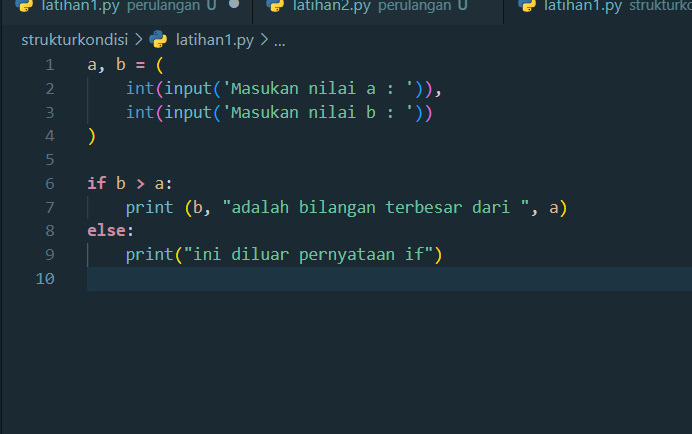 latihan1.py perulangan U latihan2.py perulangan U latihan1.py strukturko
strukturkondisi > latihan1.py > ...
1 a, b = (
2 int(input('Masukan nilai a : ')),
3 int(input('Masukan nilai b : '))
4 )
5
6 if b > a:
7 print (b, "adalah bilangan terbesar dari ", a)
8 else:
9 print("ini diluar pernyataan if")
10